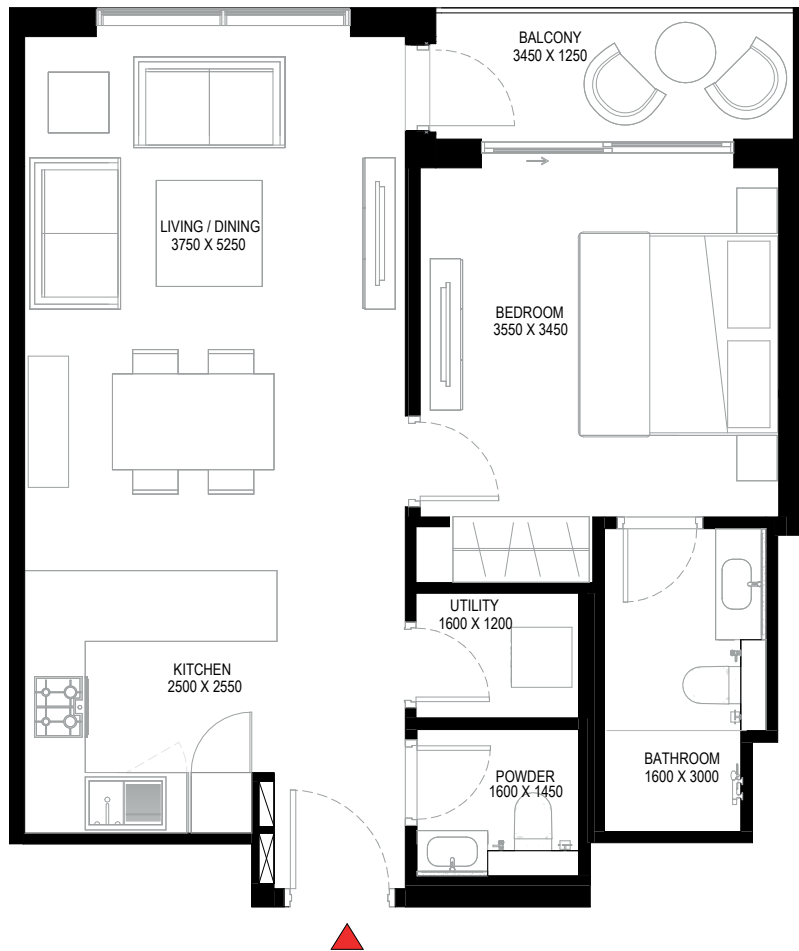 BALCONY
3450 X 1250
LIVING / DINING
3750 X 5250
BEDROOM
3550 X 3450
UTILITY
1600 X 1200
KITCHEN
2500 X 2550
POWDER
1600 X 1450
BATHROOM
1600 X 3000